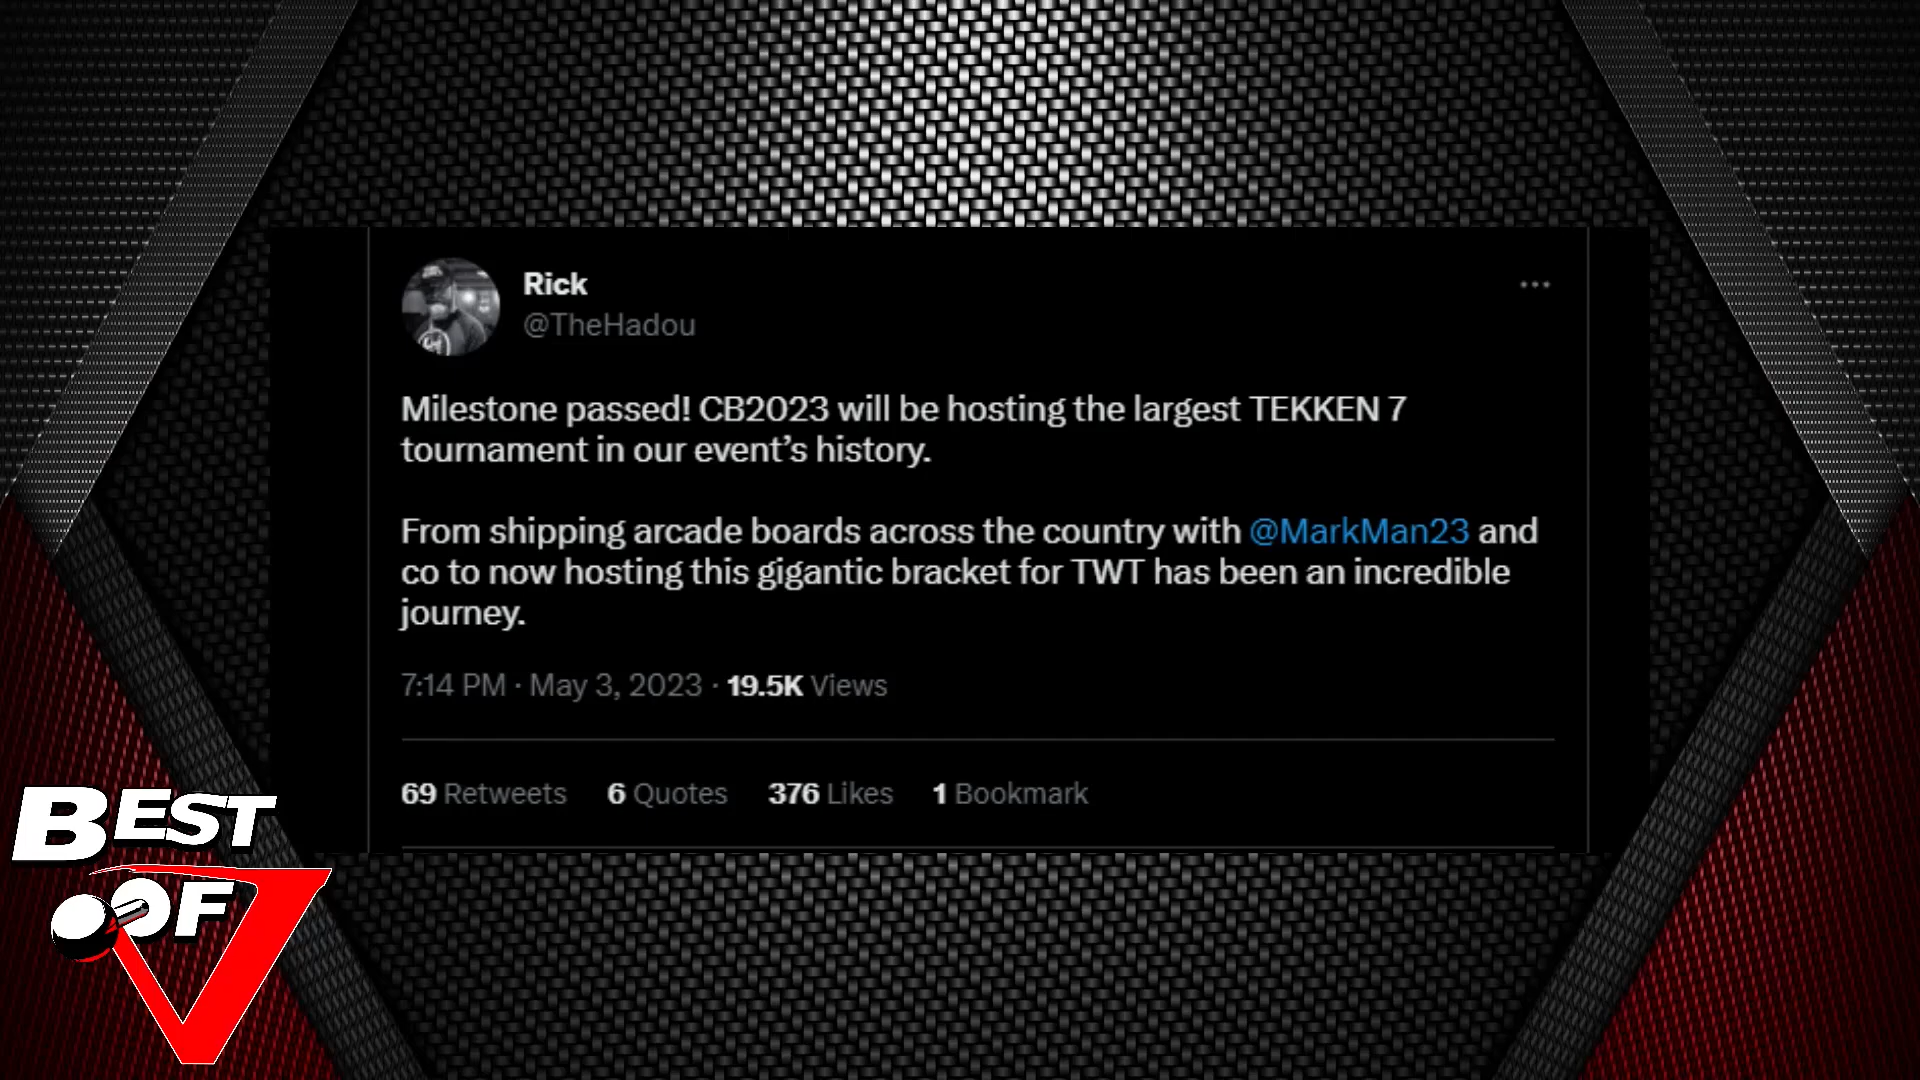 Rick
@TheHadou
Milestone passed! CB2023 will be hosting the largest TEKKEN 7
tournament in our event’s history.
From shipping arcade boards across the country with @MarkMan23 and
co to now hosting this gigantic bracket for TWT has been an incredible
journey.
7:14 PM · May 3, 2023 · 19.5K Views
69 Retweets 6 Quotes 376 Likes 1 Bookmark
BEST
OF
7